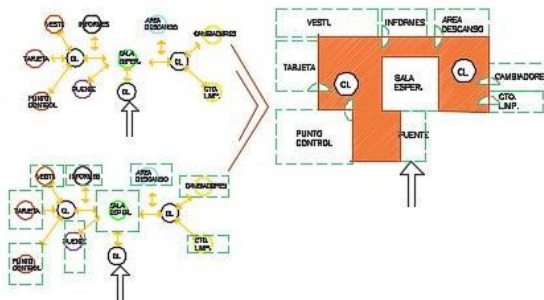 VESTI.
INFORMES
AREA
DESCANSO
CAMBIADORES
TARJETA
CL
SALA
ESPER.
CL
PUNTO
CONTROL
PUENTE
CL
CTO.
LIMP.
VESTI.
INFORMES
AREA
DESCANSO
CAMBIADORES
TARJETA
CL
SALA
ESPER.
CL
PUNTO
CONTROL
PUENTE
CL
CTO.
LIMP.
VESTI.
INFORMES
AREA
DESCANSO
TARJETA
CL
SALA
ESPER.
CL
CAMBIADORE
CTO.
LIMP.
PUNTO
CONTROL
PUENTE